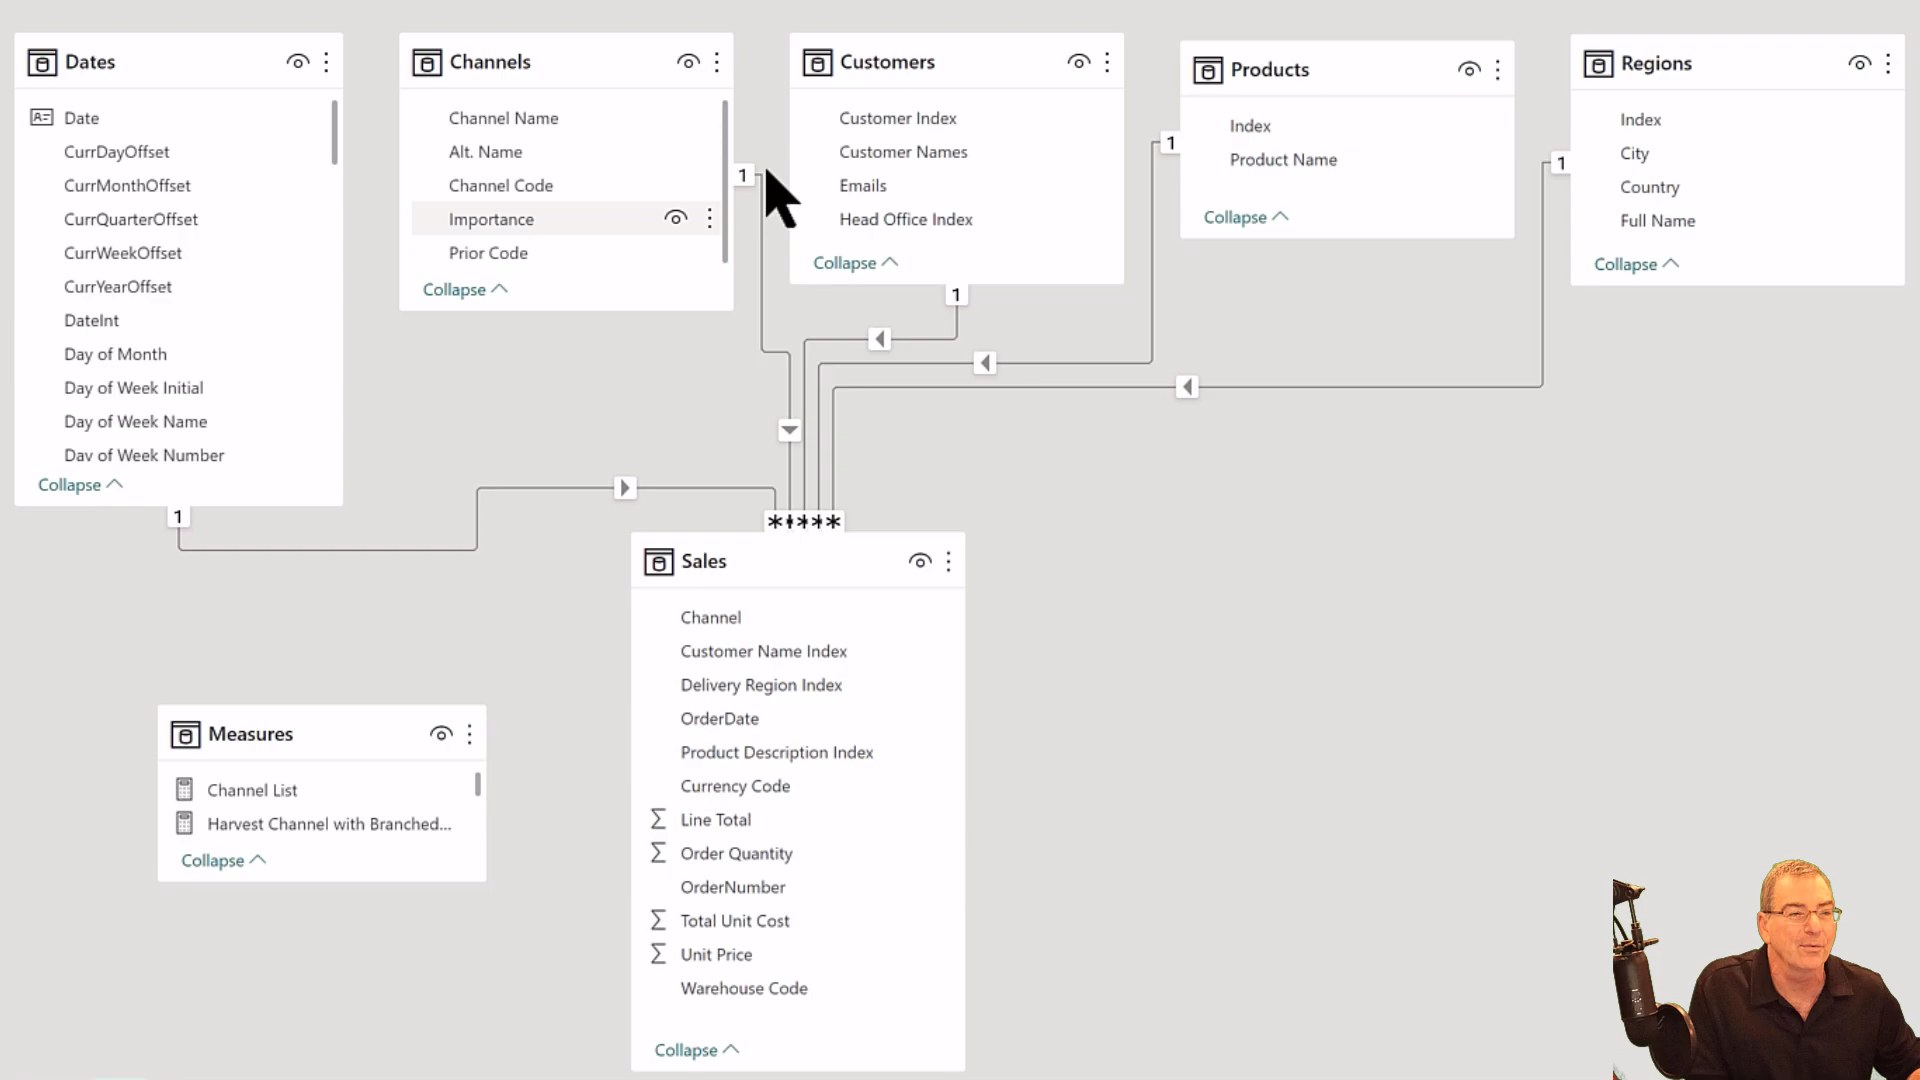 Dates
Date
CurrDayOffset
CurrMonthOffset
CurrQuarterOffset
CurrWeekOffset
CurrYearOffset
DateInt
Day of Month
Day of Week Initial
Day of Week Name
Day of Week Number
Collapse
1
Channels
Channel Name
Alt. Name
Channel Code
Importance
Prior Code
Collapse
1
Customers
Customer Index
Customer Names
Emails
Head Office Index
Collapse
1
Products
Index
Product Name
Collapse
1
Regions
Index
City
Country
Full Name
Collapse
1
*****
Sales
Channel
Customer Name Index
Delivery Region Index
OrderDate
Product Description Index
Currency Code
∑ Line Total
∑ Order Quantity
OrderNumber
∑ Total Unit Cost
∑ Unit Price
Warehouse Code
Collapse
Measures
Channel List
Harvest Channel with Branched...
Collapse